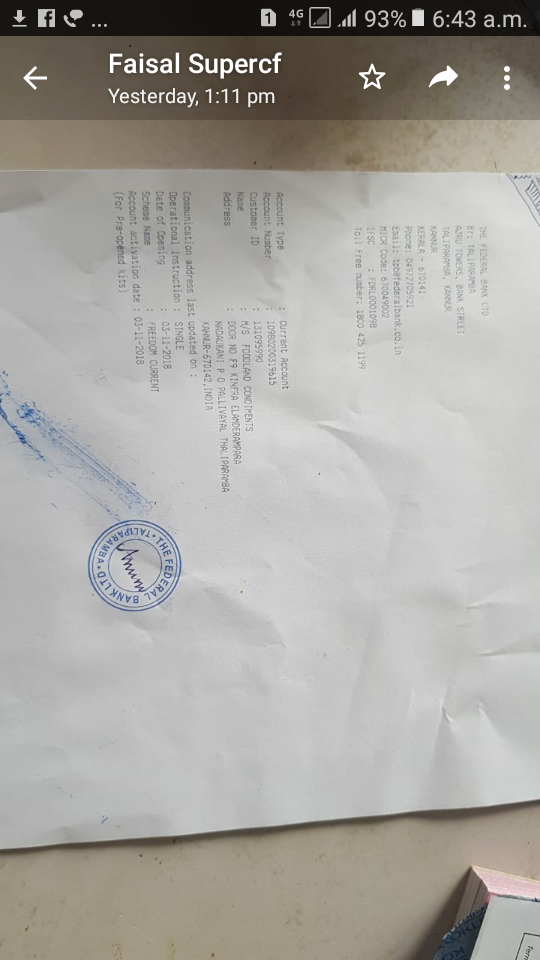 4G 93% 6:43 a.m.
Faisal Supercf
Yesterday, 1:11 pm
THE FEDERAL BANK LTD
Br: TALIPARAMBA
TOWERS, BANK STREET
TALIPARAMBA, KANNUR
KANNUR
KERALA - 670141
Phone: 04972705921
Email: tpb@federalbank.co.in
MICR Code: 670049002
IFSC : FDRL0001098
Toll free number: 1800 425 1199
Account Type : Current Account
Account Number : 10980200319615
Customer ID : 131095990
Name : M/S FOODLAND CONDIMENTS
Address : DOOR NO F9 KINFRA ELAMBERAMPARA
NADAUKANI P O PALLIVAYAL THALIPARAMBA
KANNUR-670142,INDIA
Communication address last updated on :
Operational instruction : SINGLE
Date of Opening : 03-11-2018
Scheme Name : FREEDOM CURRENT
Account activation date : 03-11-2018
(For Pre-opened kits)
THE FEDERAL BANK LTD * TALIPARAMBA *
Term